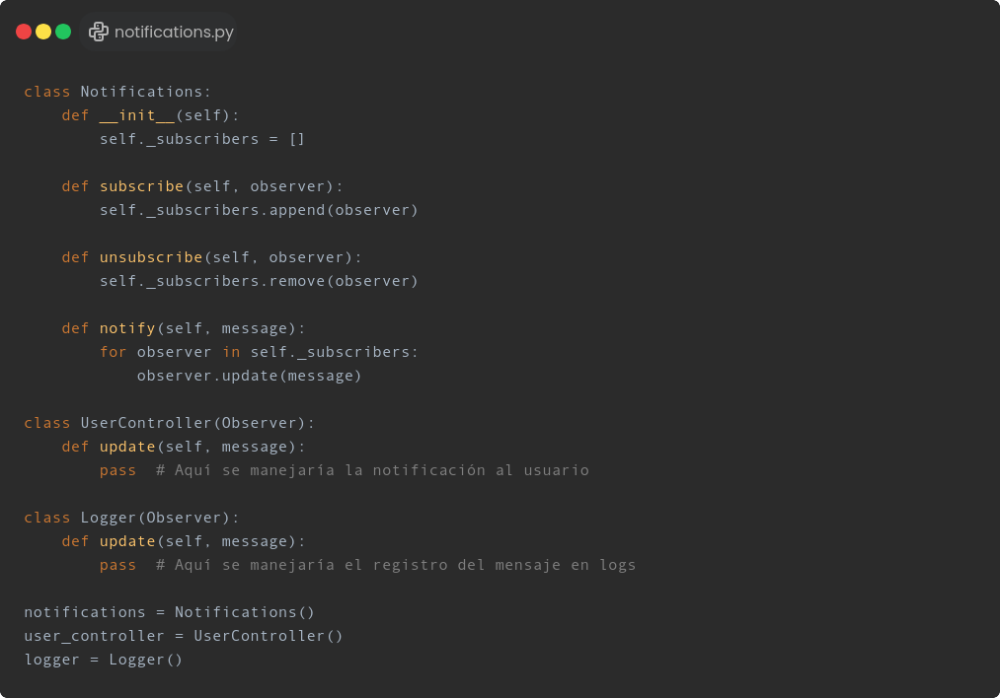 notifications.py
class Notifications:
    def __init__(self):
        self._subscribers = []
    def subscribe(self, observer):
        self._subscribers.append(observer)
    def unsubscribe(self, observer):
        self._subscribers.remove(observer)
    def notify(self, message):
        for observer in self._subscribers:
            observer.update(message)
class UserController(Observer):
    def update(self, message):
        pass  # Aquí se manejaría la notificación al usuario
class Logger(Observer):
    def update(self, message):
        pass  # Aquí se manejaría el registro del mensaje en logs
notifications = Notifications()
user_controller = UserController()
logger = Logger()